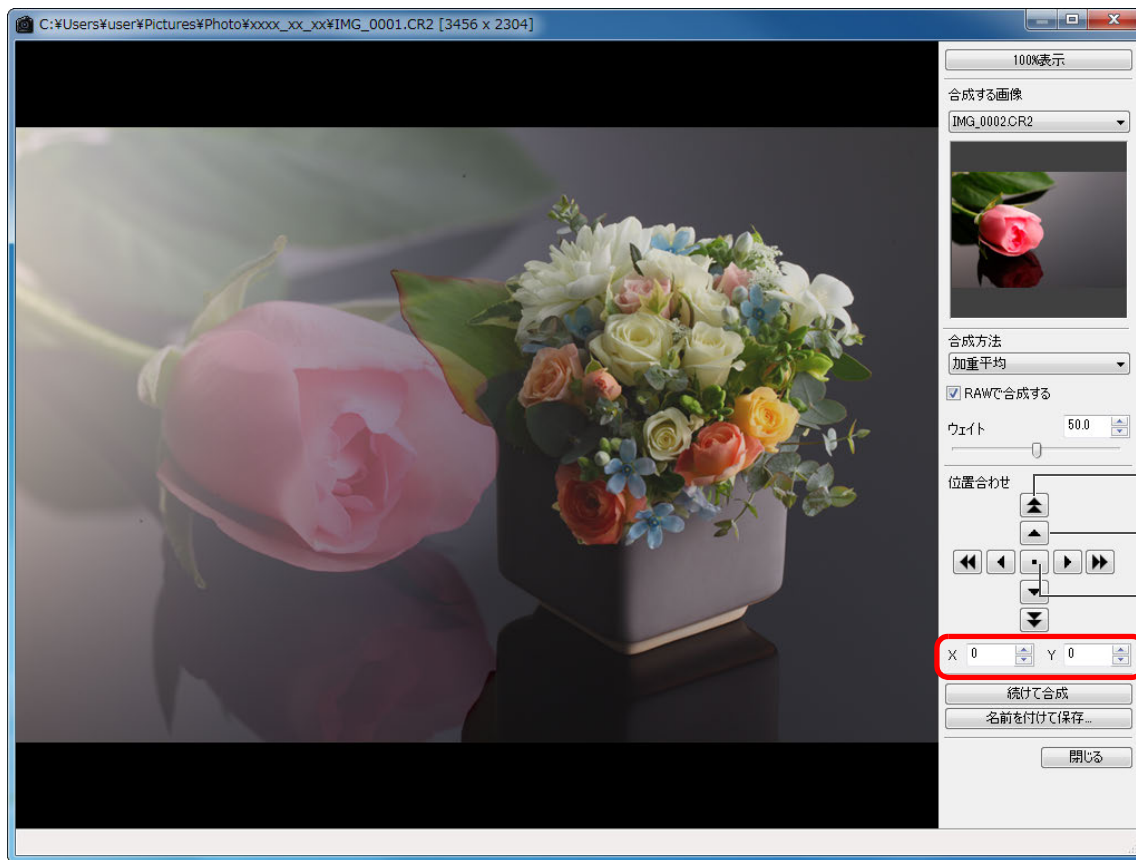 C:¥Users¥user¥Pictures¥Photo¥xxxx_xx_xx¥IMG_0001.CR2 [3456 x 2304]
100%表示
合成する画像
IMG_0002.CR2
合成方法
加重平均
RAWで合成する
ウェイト 50.0
位置合わせ
X 0 Y 0
続けて合成
名前を付けて保存...
閉じる